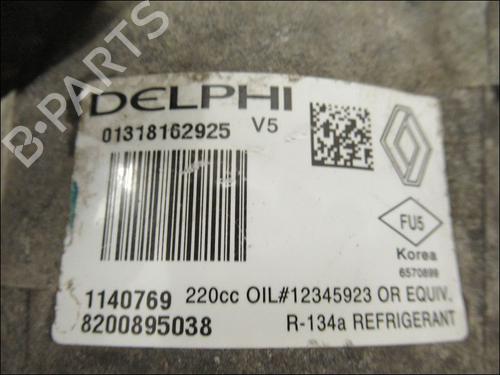 B-PARTS
DELPHI
01318162925 V5
FU5
Korea
6570899
1140769 220cc OIL#12345923 OR EQUIV.
8200895038 R-134a REFRIGERANT